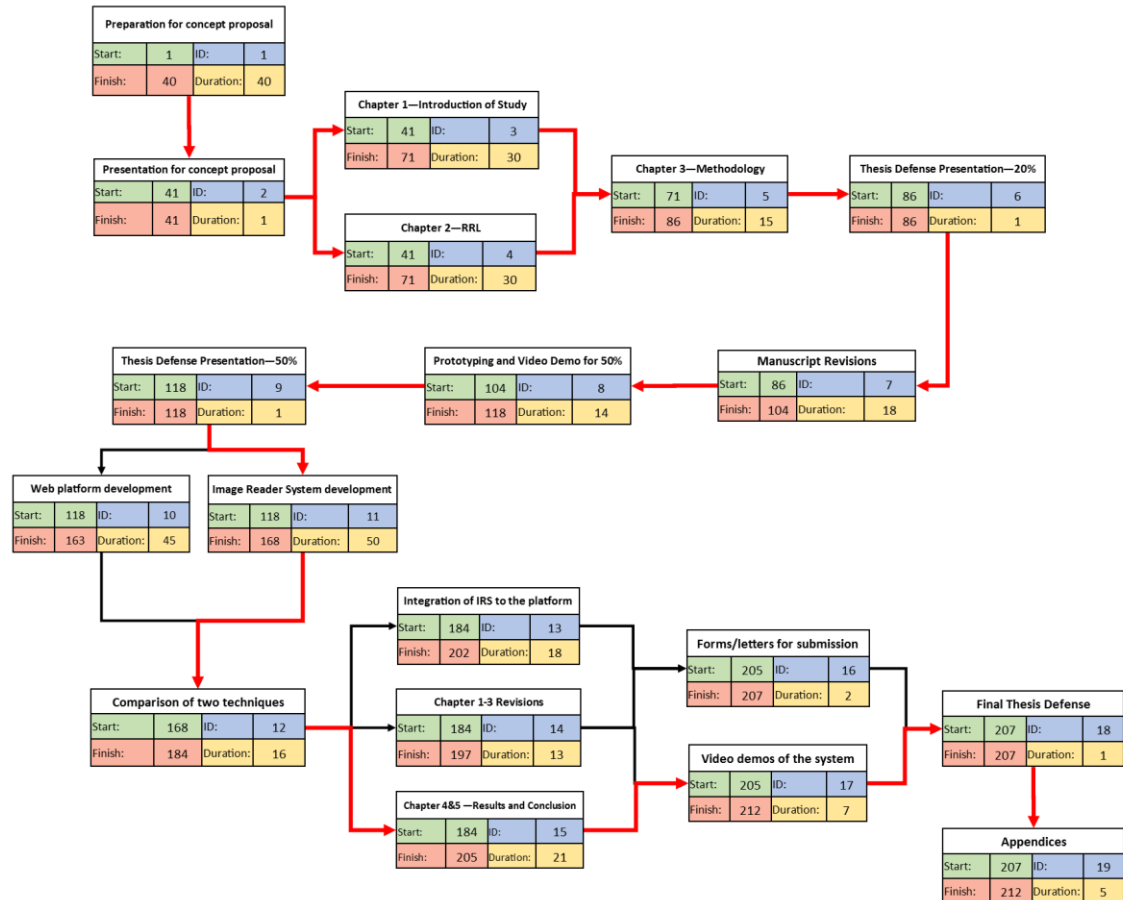 Preparation for concept proposal
Start: 1 ID: 1
Finish: 40 Duration: 40
Presentation for concept proposal
Start: 41 ID: 2
Finish: 41 Duration: 1
Chapter 1—Introduction of Study
Start: 41 ID: 3
Finish: 71 Duration: 30
Chapter 2—RRL
Start: 41 ID: 4
Finish: 71 Duration: 30
Chapter 3—Methodology
Start: 71 ID: 5
Finish: 86 Duration: 15
Thesis Defense Presentation—20%
Start: 86 ID: 6
Finish: 86 Duration: 1
Manuscript Revisions
Start: 86 ID: 7
Finish: 104 Duration: 18
Prototyping and Video Demo for 50%
Start: 104 ID: 8
Finish: 118 Duration: 14
Thesis Defense Presentation—50%
Start: 118 ID: 9
Finish: 118 Duration: 1
Web platform development
Start: 118 ID: 10
Finish: 163 Duration: 45
Image Reader System development
Start: 118 ID: 11
Finish: 168 Duration: 50
Comparison of two techniques
Start: 168 ID: 12
Finish: 184 Duration: 16
Integration of IRS to the platform
Start: 184 ID: 13
Finish: 202 Duration: 18
Chapter 1-3 Revisions
Start: 184 ID: 14
Finish: 197 Duration: 13
Chapter 4&5 —Results and Conclusion
Start: 184 ID: 15
Finish: 205 Duration: 21
Forms/letters for submission
Start: 205 ID: 16
Finish: 207 Duration: 2
Video demos of the system
Start: 205 ID: 17
Finish: 212 Duration: 7
Final Thesis Defense
Start: 207 ID: 18
Finish: 207 Duration: 1
Appendices
Start: 207 ID: 19
Finish: 212 Duration: 5